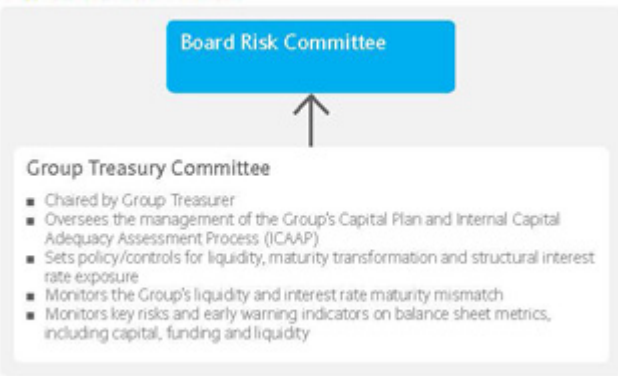 Board Risk Committee
Group Treasury Committee
■ Chaired by Group Treasurer
■ Oversees the management of the Group's Capital Plan and Internal Capital
Adequacy Assessment Process (ICAAP)
■ Sets policy/controls for liquidity, maturity transformation and structural interest
rate exposure
■ Monitors the Group's liquidity and interest rate maturity mismatch
■ Monitors key risks and early warning indicators on balance sheet metrics,
including capital, funding and liquidity